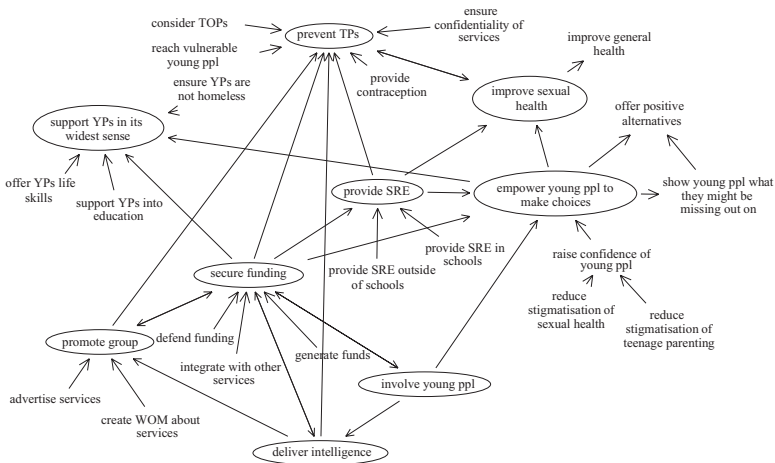 consider TOPs
prevent TPs
ensure
confidentiality of
services
reach vulnerable
young ppl
improve general
health
ensure YPs are
not homeless
provide
contraception
improve sexual
health
offer positive
alternatives
support YPs in its
widest sense
offer YPs life
skills
support YPs into
education
provide SRE
empower young ppl to
make choices
show young ppl what
they might be
missing out on
provide SRE in
schools
provide SRE outside
of schools
raise confidence of
young ppl
secure funding
reduce
stigmatisation of
sexual health
reduce
stigmatisation of
teenage parenting
promote group
defend funding
integrate with other
services
generate funds
involve young ppl
advertise services
create WOM about
services
deliver intelligence